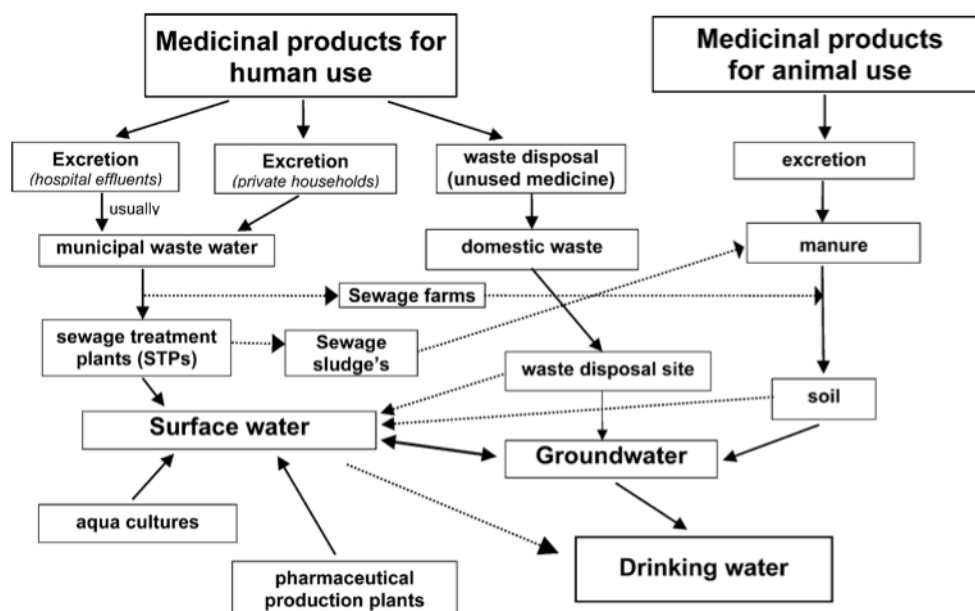 Medicinal products for
human use
Medicinal products
for animal use
Excretion
(hospital effluents)
Excretion
(private households)
waste disposal
(unused medicine)
excretion
usually
municipal waste water
domestic waste
manure
Sewage farms
sewage treatment
plants (STPs)
Sewage
sludge's
waste disposal site
soil
Surface water
Groundwater
aqua cultures
Drinking water
pharmaceutical
production plants